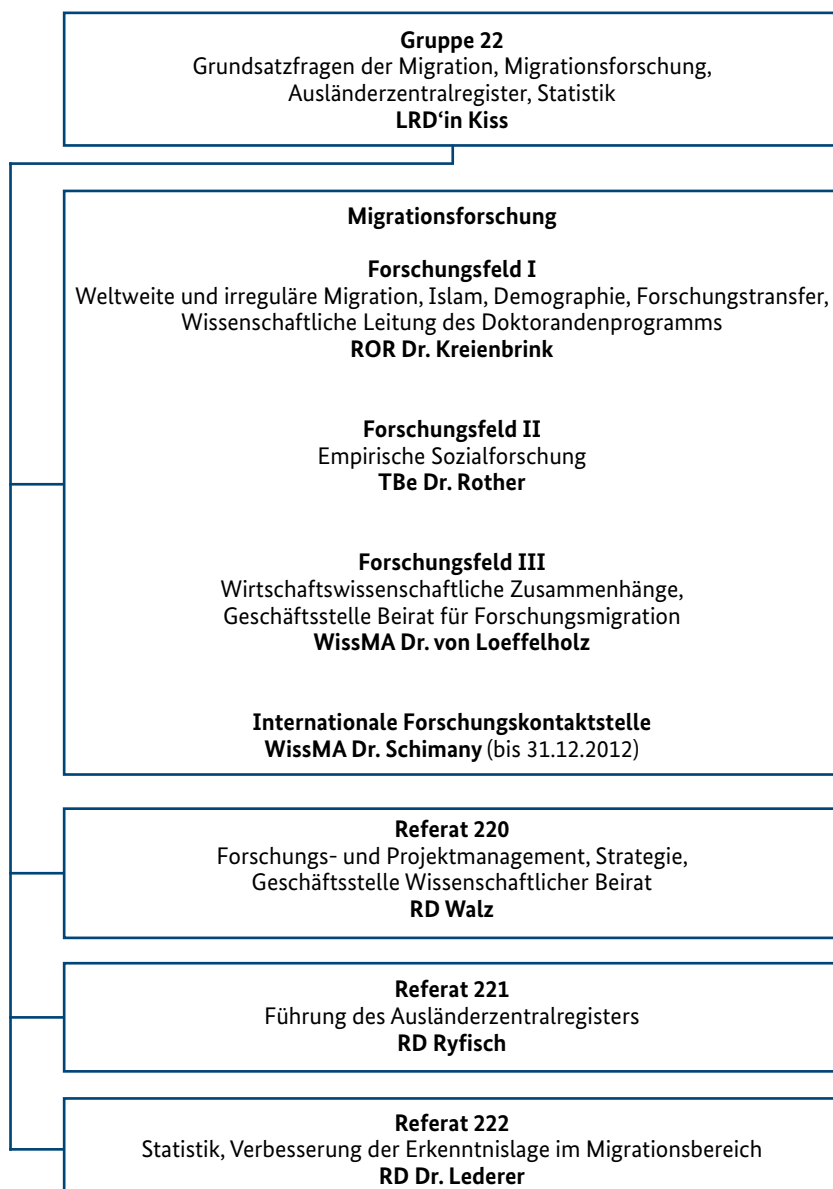 Gruppe 22
Grundsatzfragen der Migration, Migrationsforschung,
Ausländerzentralregister, Statistik
LRD‘in Kiss
Migrationsforschung
Forschungsfeld I
Weltweite und irreguläre Migration, Islam, Demographie, Forschungstransfer,
Wissenschaftliche Leitung des Doktorandenprogramms
ROR Dr. Kreienbrink
Forschungsfeld II
Empirische Sozialforschung
TBe Dr. Rother
Forschungsfeld III
Wirtschaftswissenschaftliche Zusammenhänge,
Geschäftsstelle Beirat für Forschungsmigration
WissMA Dr. von Loeffelholz
Internationale Forschungskontaktstelle
WissMA Dr. Schimany (bis 31.12.2012)
Referat 220
Forschungs- und Projektmanagement, Strategie,
Geschäftsstelle Wissenschaftlicher Beirat
RD Walz
Referat 221
Führung des Ausländerzentralregisters
RD Ryfisch
Referat 222
Statistik, Verbesserung der Erkenntnislage im Migrationsbereich
RD Dr. Lederer